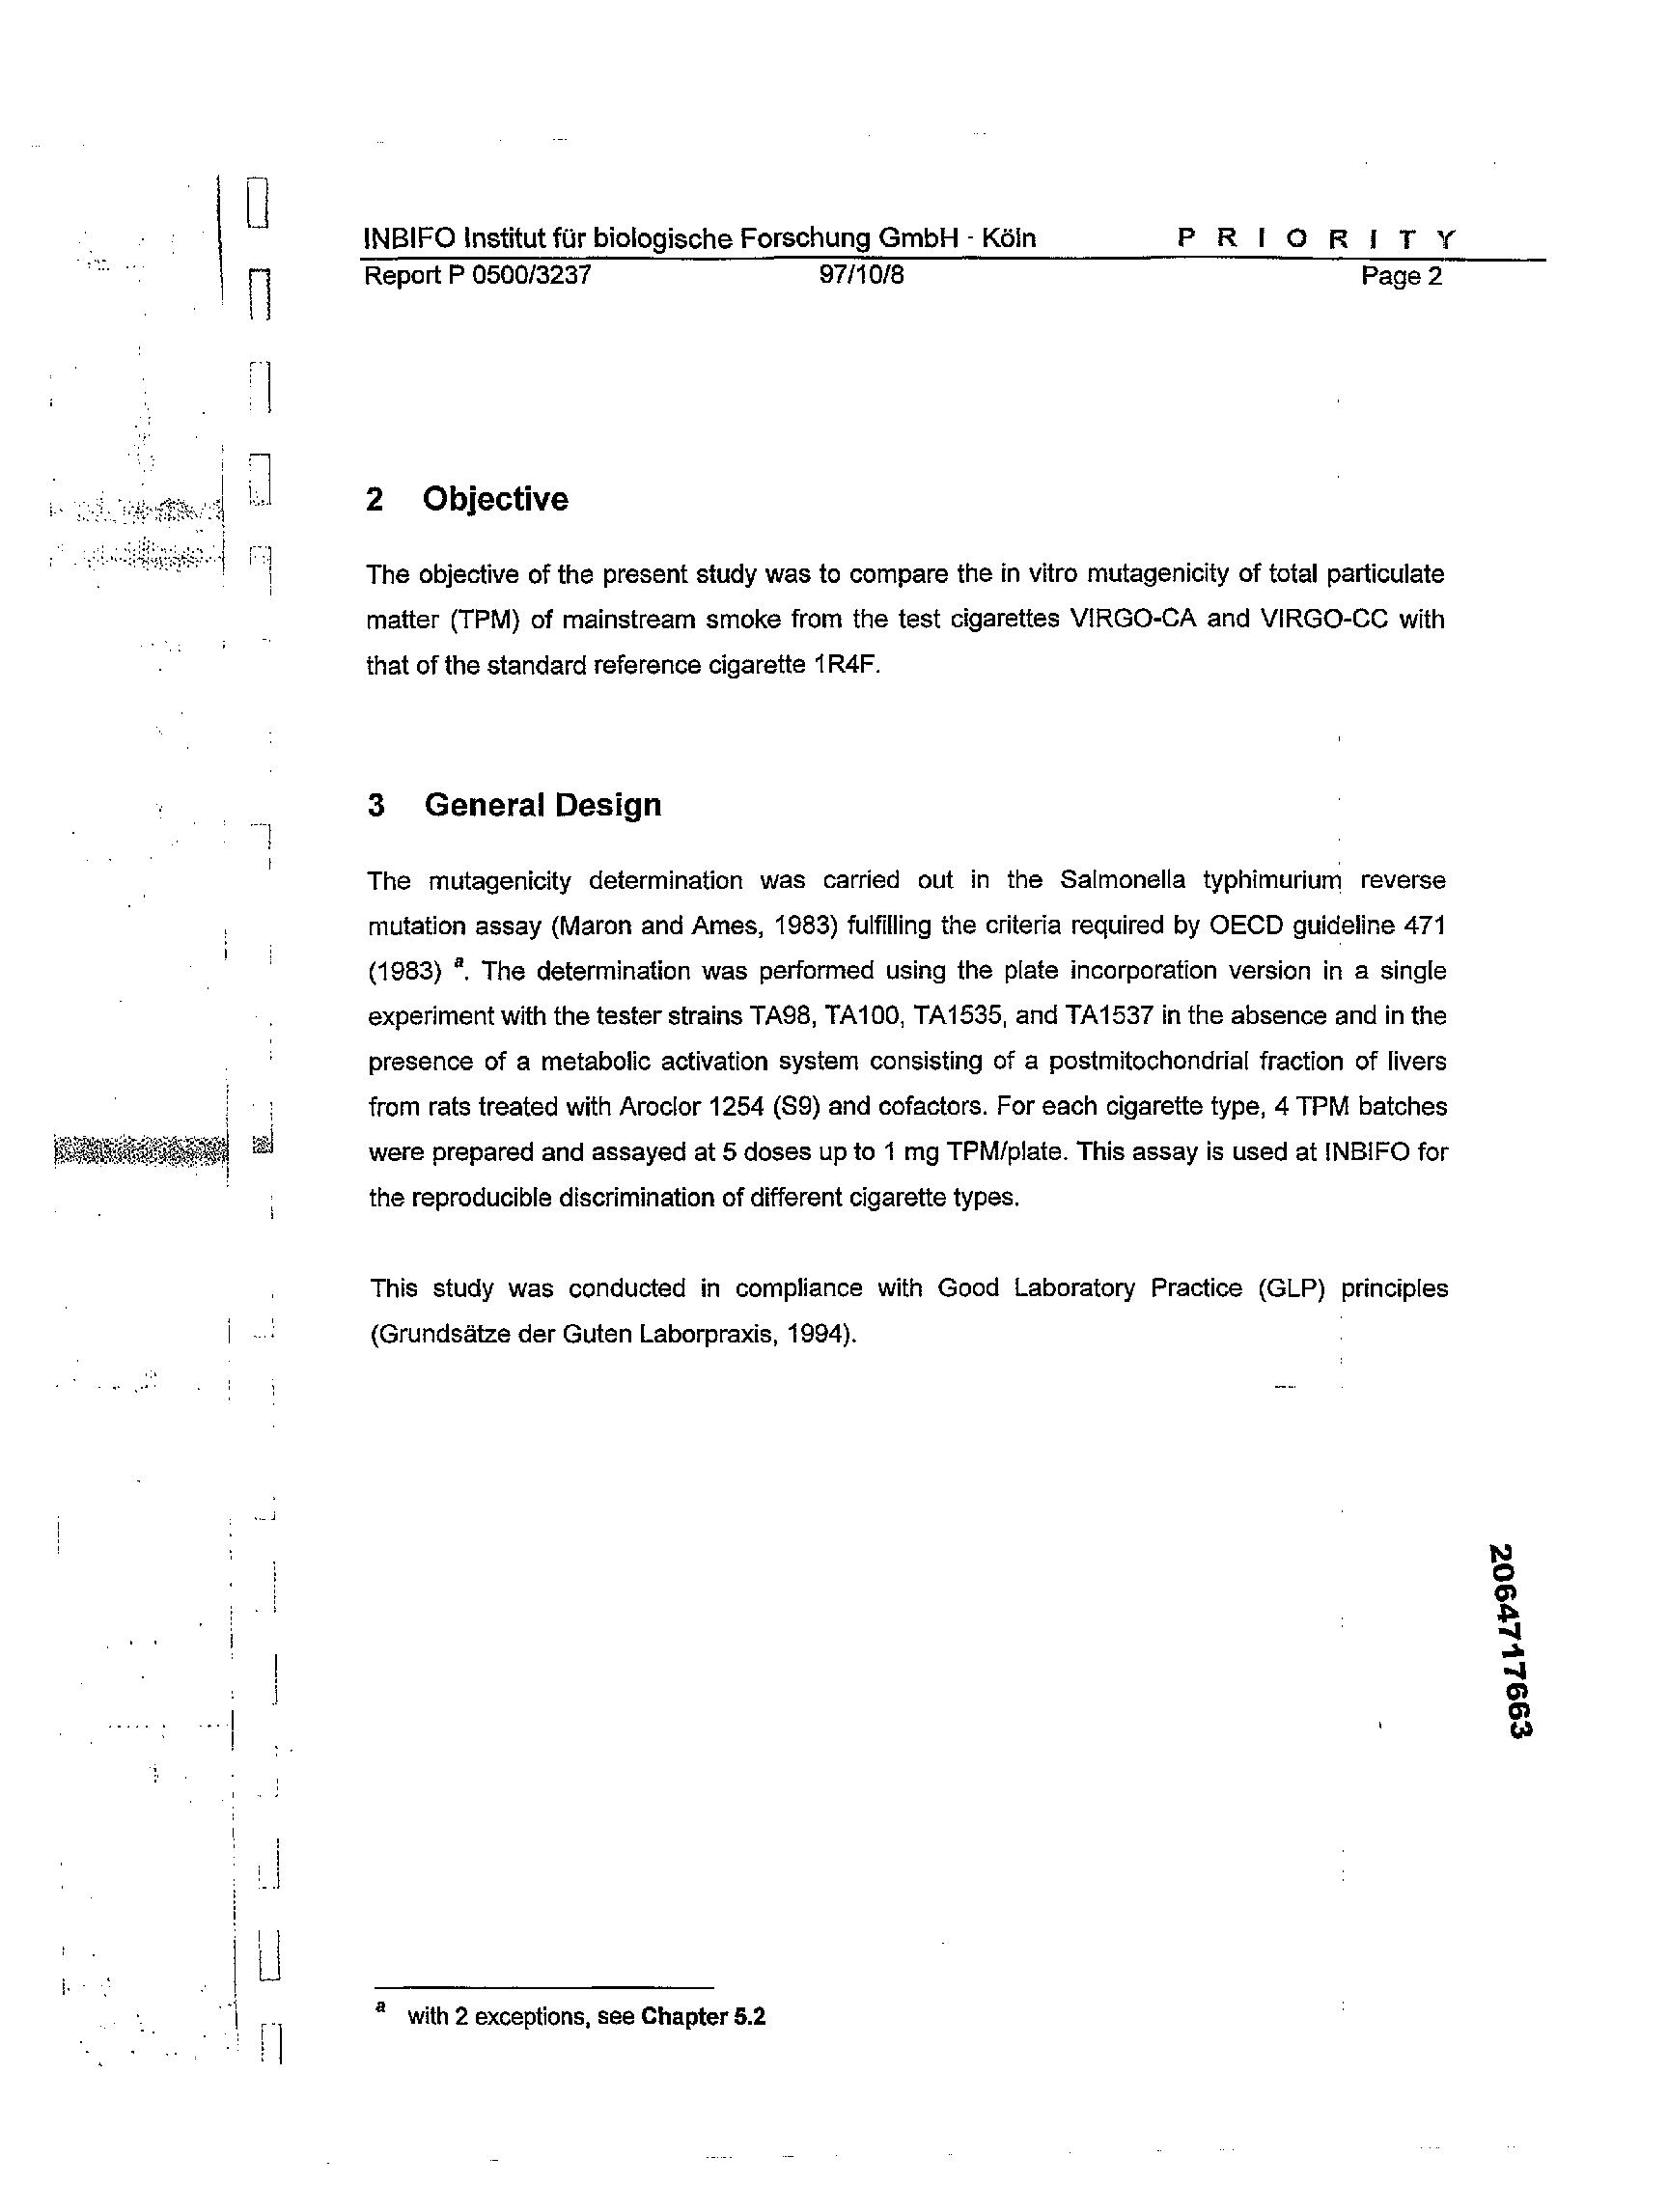 INBIFO Institut für biologische Forschung GmbH - Köln P R I O R I T Y
Report P 0500/3237 97/10/8 Page 2
2 Objective
The objective of the present study was to compare the in vitro mutagenicity of total particulate
matter (TPM) of mainstream smoke from the test cigarettes VIRGO-CA and VIRGO-CC with
that of the standard reference cigarette 1R4F.
3 General Design
The mutagenicity determination was carried out in the Salmonella typhimurium reverse
mutation assay (Maron and Ames, 1983) fulfilling the criteria required by OECD guideline 471
(1983) ª. The determination was performed using the plate incorporation version in a single
experiment with the tester strains TA98, TA100, TA1535, and TA1537 in the absence and in the
presence of a metabolic activation system consisting of a postmitochondrial fraction of livers
from rats treated with Aroclor 1254 (S9) and cofactors. For each cigarette type, 4 TPM batches
were prepared and assayed at 5 doses up to 1 mg TPM/plate. This assay is used at INBIFO for
the reproducible discrimination of different cigarette types.
This study was conducted in compliance with Good Laboratory Practice (GLP) principles
(Grundsätze der Guten Laborpraxis, 1994).
2064717663
ª with 2 exceptions, see Chapter 5.2